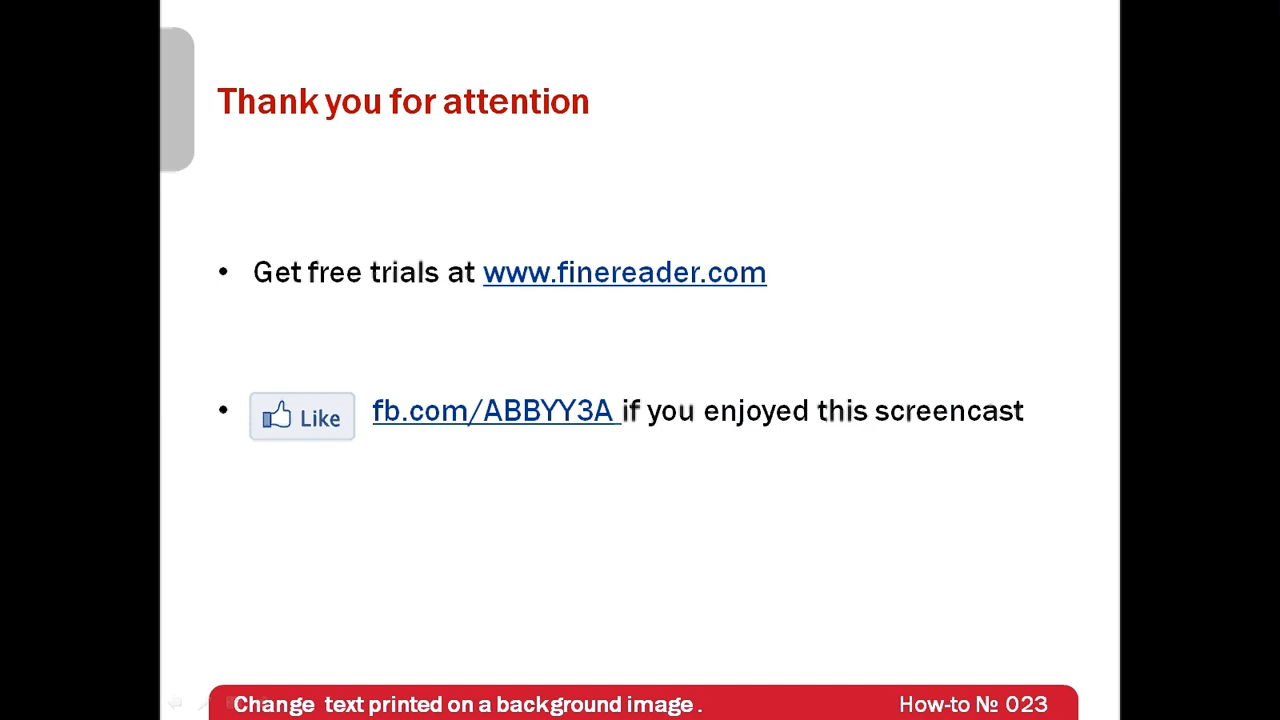 Thank you for attention
• Get free trials at www.finereader.com
• Like fb.com/ABBYY3A if you enjoyed this screencast
Change text printed on a background image.
How-to № 023